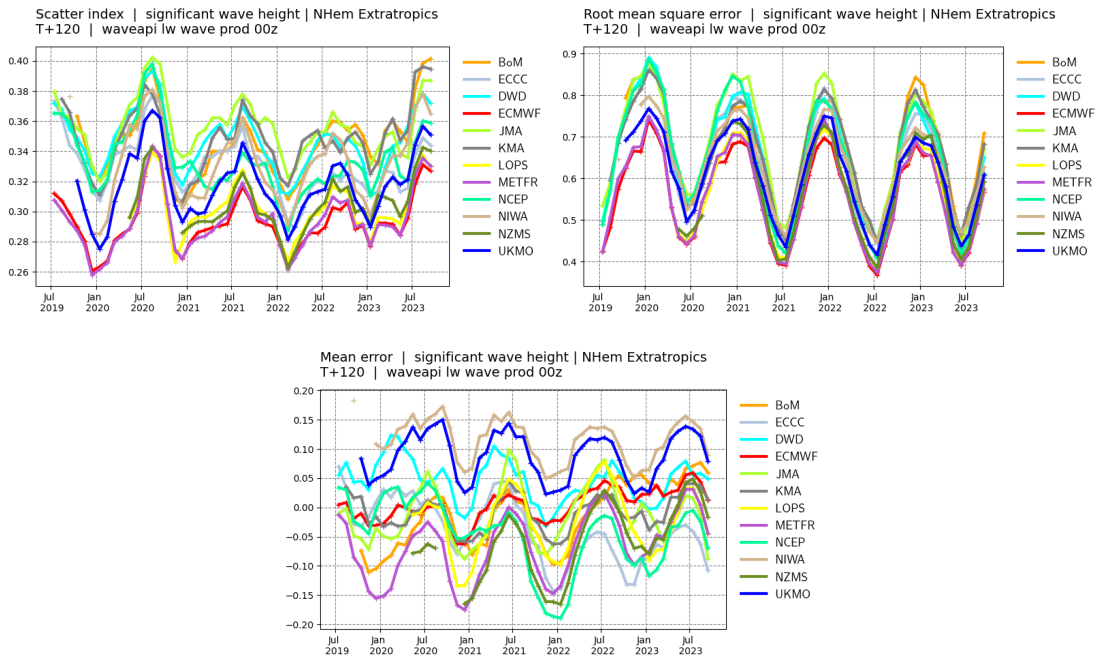 Scatter index | significant wave height | NHem Extratropics
T+120 | waveapi lw wave prod 00z
0.40
0.38
0.36
0.34
0.32
0.30
0.28
0.26
Jul 2019
Jan 2020
Jul 2020
Jan 2021
Jul 2021
Jan 2022
Jul 2022
Jan 2023
Jul 2023
BoM
ECCC
DWD
ECMWF
JMA
KMA
LOPS
METFR
NCEP
NIWA
NZMS
UKMO
Root mean square error | significant wave height | NHem Extratropics
T+120 | waveapi lw wave prod 00z
0.9
0.8
0.7
0.6
0.5
0.4
Jul 2019
Jan 2020
Jul 2020
Jan 2021
Jul 2021
Jan 2022
Jul 2022
Jan 2023
Jul 2023
BoM
ECCC
DWD
ECMWF
JMA
KMA
LOPS
METFR
NCEP
NIWA
NZMS
UKMO
Mean error | significant wave height | NHem Extratropics
T+120 | waveapi lw wave prod 00z
0.20
0.15
0.10
0.05
0.00
−0.05
−0.10
−0.15
−0.20
Jul 2019
Jan 2020
Jul 2020
Jan 2021
Jul 2021
Jan 2022
Jul 2022
Jan 2023
Jul 2023
BoM
ECCC
DWD
ECMWF
JMA
KMA
LOPS
METFR
NCEP
NIWA
NZMS
UKMO